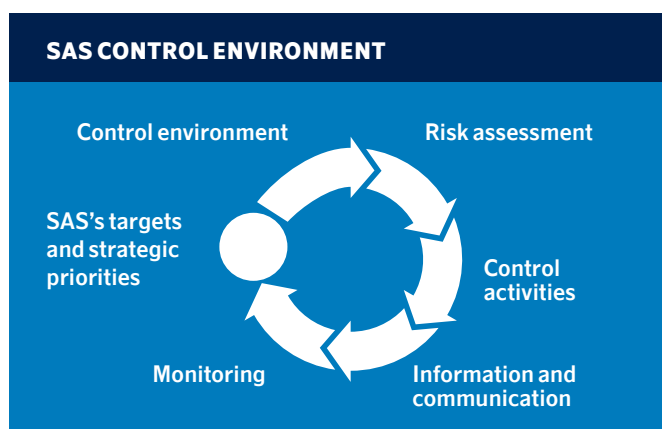 SAS CONTROL ENVIRONMENT
Control environment
Risk assessment
SAS's targets
and strategic
priorities
Control
activities
Monitoring
Information and
communication